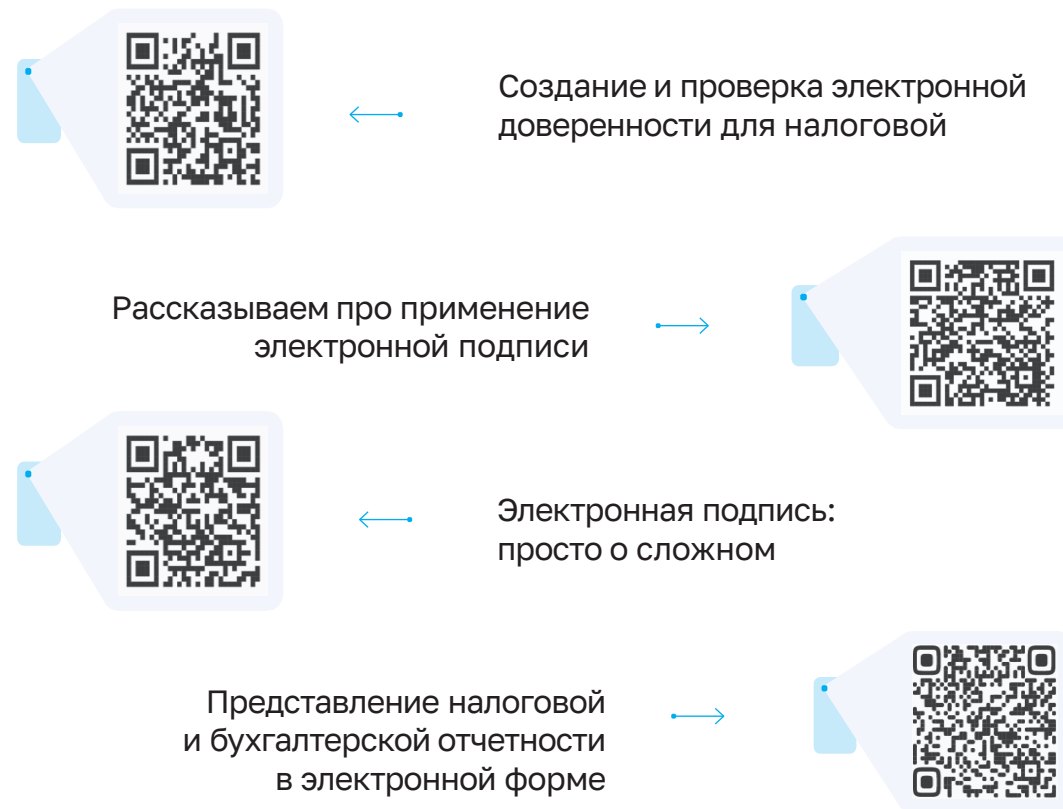 Создание и проверка электронной
доверенности для налоговой
Рассказываем про применение
электронной подписи
Электронная подпись:
просто о сложном
Представление налоговой
и бухгалтерской отчетности
в электронной форме